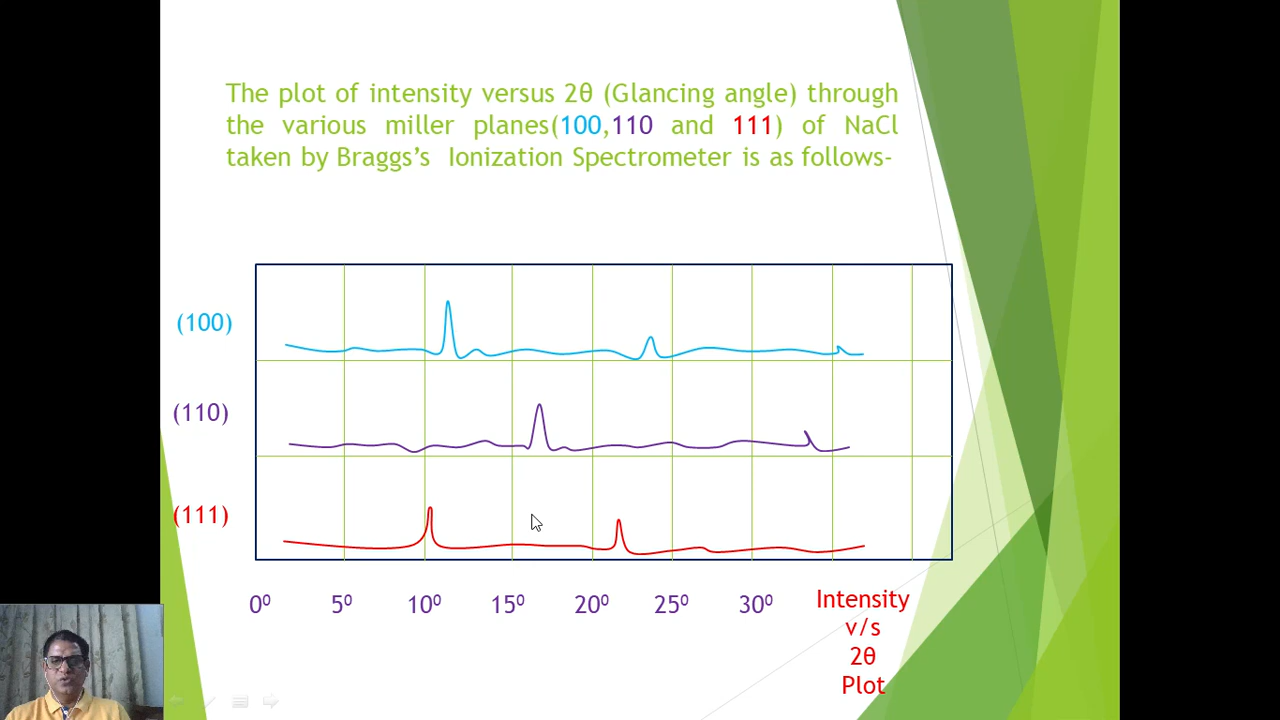 The plot of intensity versus 2θ (Glancing angle) through
the various miller planes(100,110 and 111) of NaCl
taken by Braggs’s Ionization Spectrometer is as follows-
(100)
(110)
(111)
0⁰ 5⁰ 10⁰ 15⁰ 20⁰ 25⁰ 30⁰
Intensity
v/s
2θ
Plot